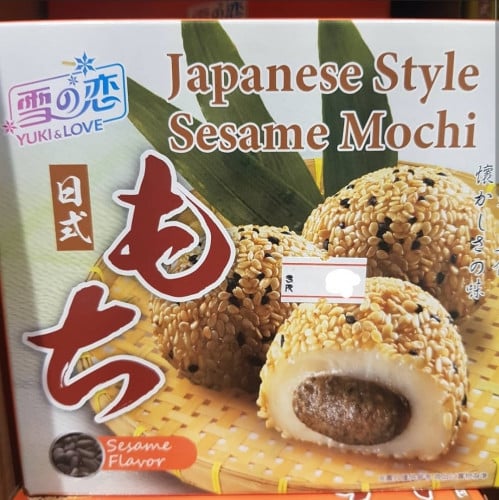 雪の恋
YUKI&LOVE
Japanese Style
Sesame Mochi
日式
もち
懐かしさの味
Sesame
Flavor